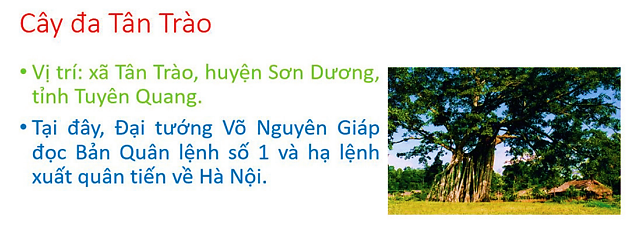 Cây đa Tân Trào
• Vị trí: xã Tân Trào, huyện Sơn Dương,
tỉnh Tuyên Quang.
• Tại đây, Đại tướng Võ Nguyên Giáp
đọc Bản Quân lệnh số 1 và hạ lệnh
xuất quân tiến về Hà Nội.